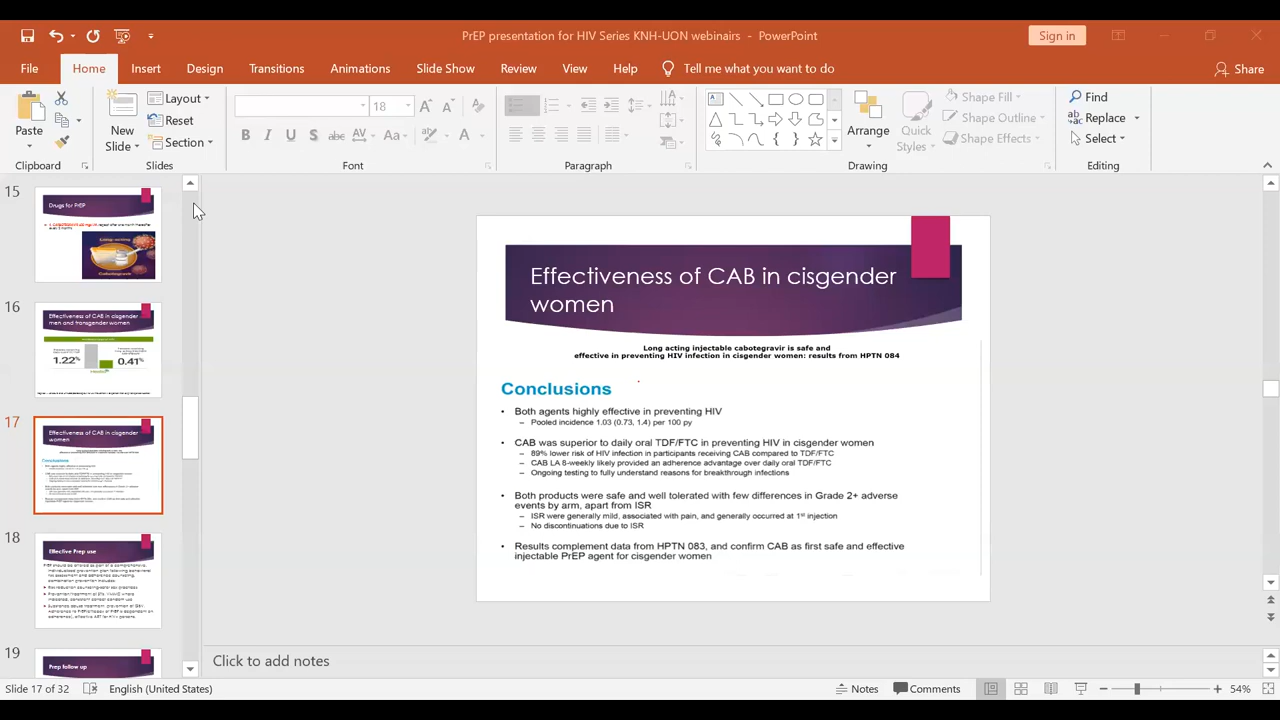 PrEP presentation for HIV Series KNH-UON webinairs - PowerPoint
Sign in
File Home Insert Design Transitions Animations Slide Show Review View Help Tell me what you want to do Share
Paste
New Slide
Layout
Reset
Section
18
Arrange
Quick Styles
Shape Fill
Shape Outline
Shape Effects
Find
Replace
Select
Clipboard Slides Font Paragraph Drawing Editing
15
Drugs for PrEP
16
Effectiveness of CAB in cisgender
men and transgender women
1.22%
0.41%
17
Effectiveness of CAB in cisgender
women
Conclusions
18
Effective Prep use
19
Prep follow up
Effectiveness of CAB in cisgender
women
Long acting injectable cabotegravir is safe and
effective in preventing HIV infection in cisgender women: results from HPTN 084
Conclusions
• Both agents highly effective in preventing HIV
– Pooled incidence 1.03 (0.73, 1.4) per 100 py
• CAB was superior to daily oral TDF/FTC in preventing HIV in cisgender women
– 89% lower risk of HIV infection in participants receiving CAB compared to TDF/FTC
– CAB LA 8-weekly likely provided an adherence advantage over daily oral TDF/FTC
– Ongoing testing to fully understand reasons for breakthrough infections
• Both products were safe and well tolerated with few differences in Grade 2+ adverse
events by arm, apart from ISR
– ISR were generally mild, associated with pain, and generally occurred at 1st injection
– No discontinuations due to ISR
• Results complement data from HPTN 083, and confirm CAB as first safe and effective
injectable PrEP agent for cisgender women
Click to add notes
Slide 17 of 32 English (United States) Notes Comments 54%